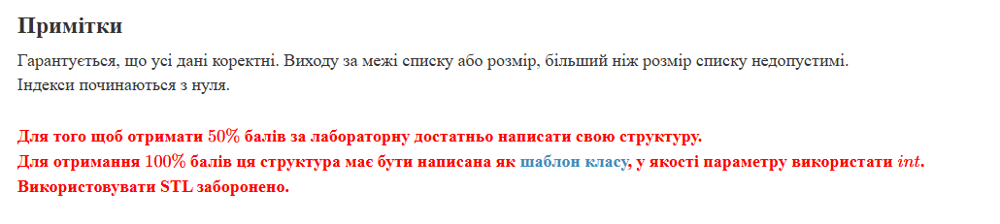 Примітки
Гарантується, що усі дані коректні. Виходу за межі списку або розмір, більший ніж розмір списку недопустимі.
Індекси починаються з нуля.
Для того щоб отримати 50% балів за лабораторну достатньо написати свою структуру.
Для отримання 100% балів ця структура має бути написана як шаблон класу, у якості параметру використати int.
Використовувати STL заборонено.